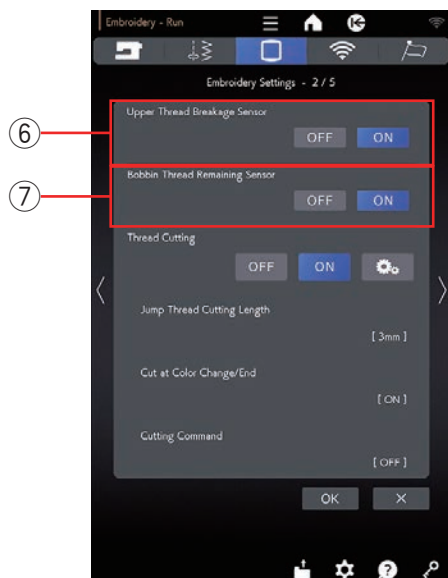 Embroidery - Run
Embroidery Settings - 2 / 5
⑥
Upper Thread Breakage Sensor
OFF ON
⑦
Bobbin Thread Remaining Sensor
OFF ON
Thread Cutting
OFF ON
Jump Thread Cutting Length
[ 3mm ]
Cut at Color Change/End
[ ON ]
Cutting Command
[ OFF ]
OK X
?